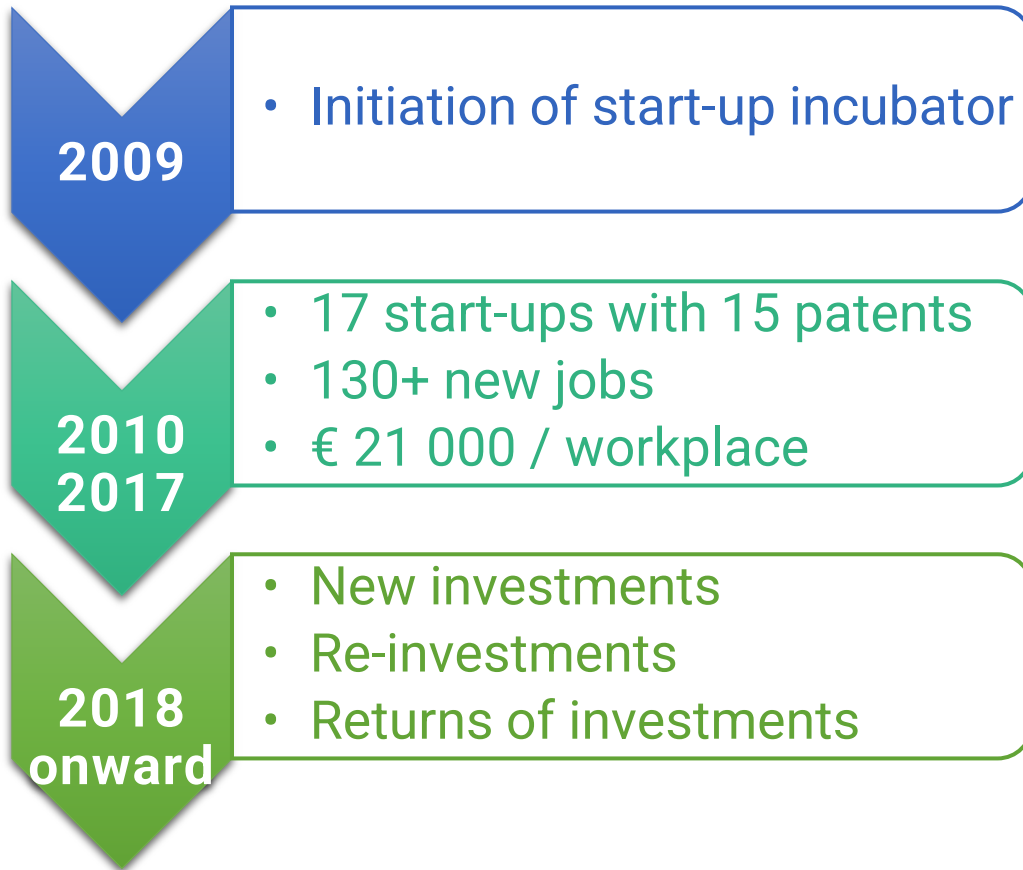 2009
• Initiation of start-up incubator
2010
2017
• 17 start-ups with 15 patents
• 130+ new jobs
• € 21 000 / workplace
2018
onward
• New investments
• Re-investments
• Returns of investments